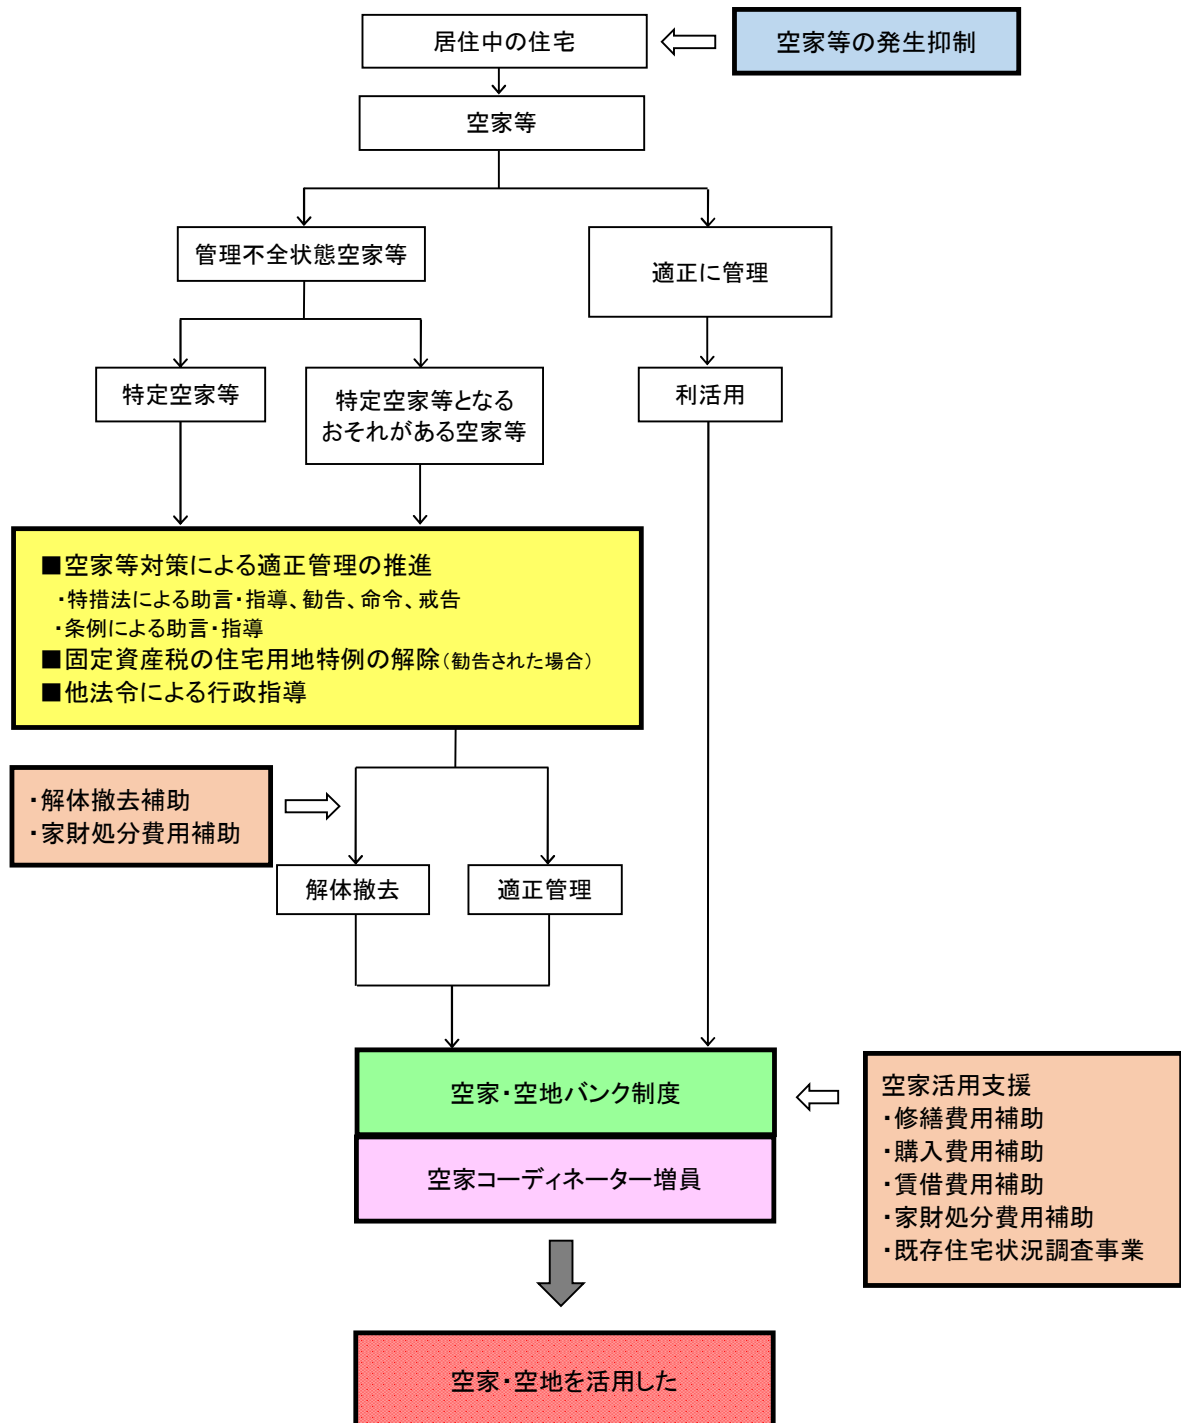 居住中の住宅
空家等の発生抑制
空家等
管理不全状態空家等
適正に管理
特定空家等
特定空家等となる
おそれがある空家等
利活用
■空家等対策による適正管理の推進
・特措法による助言・指導、勧告、命令、戒告
・条例による助言・指導
■固定資産税の住宅用地特例の解除（勧告された場合）
■他法令による行政指導
・解体撤去補助
・家財処分費用補助
解体撤去
適正管理
空家・空地バンク制度
空家コーディネーター増員
空家活用支援
・修繕費用補助
・購入費用補助
・賃借費用補助
・家財処分費用補助
・既存住宅状況調査事業
空家・空地を活用した